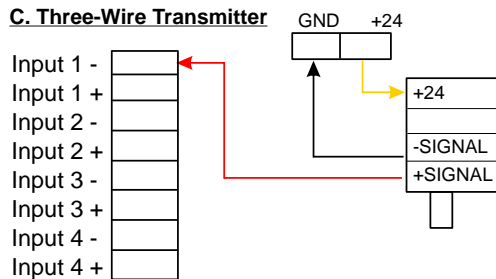 C. Three-Wire Transmitter
GND +24
Input 1 -
Input 1 +
Input 2 -
Input 2 +
Input 3 -
Input 3 +
Input 4 -
Input 4 +
+24
-SIGNAL
+SIGNAL